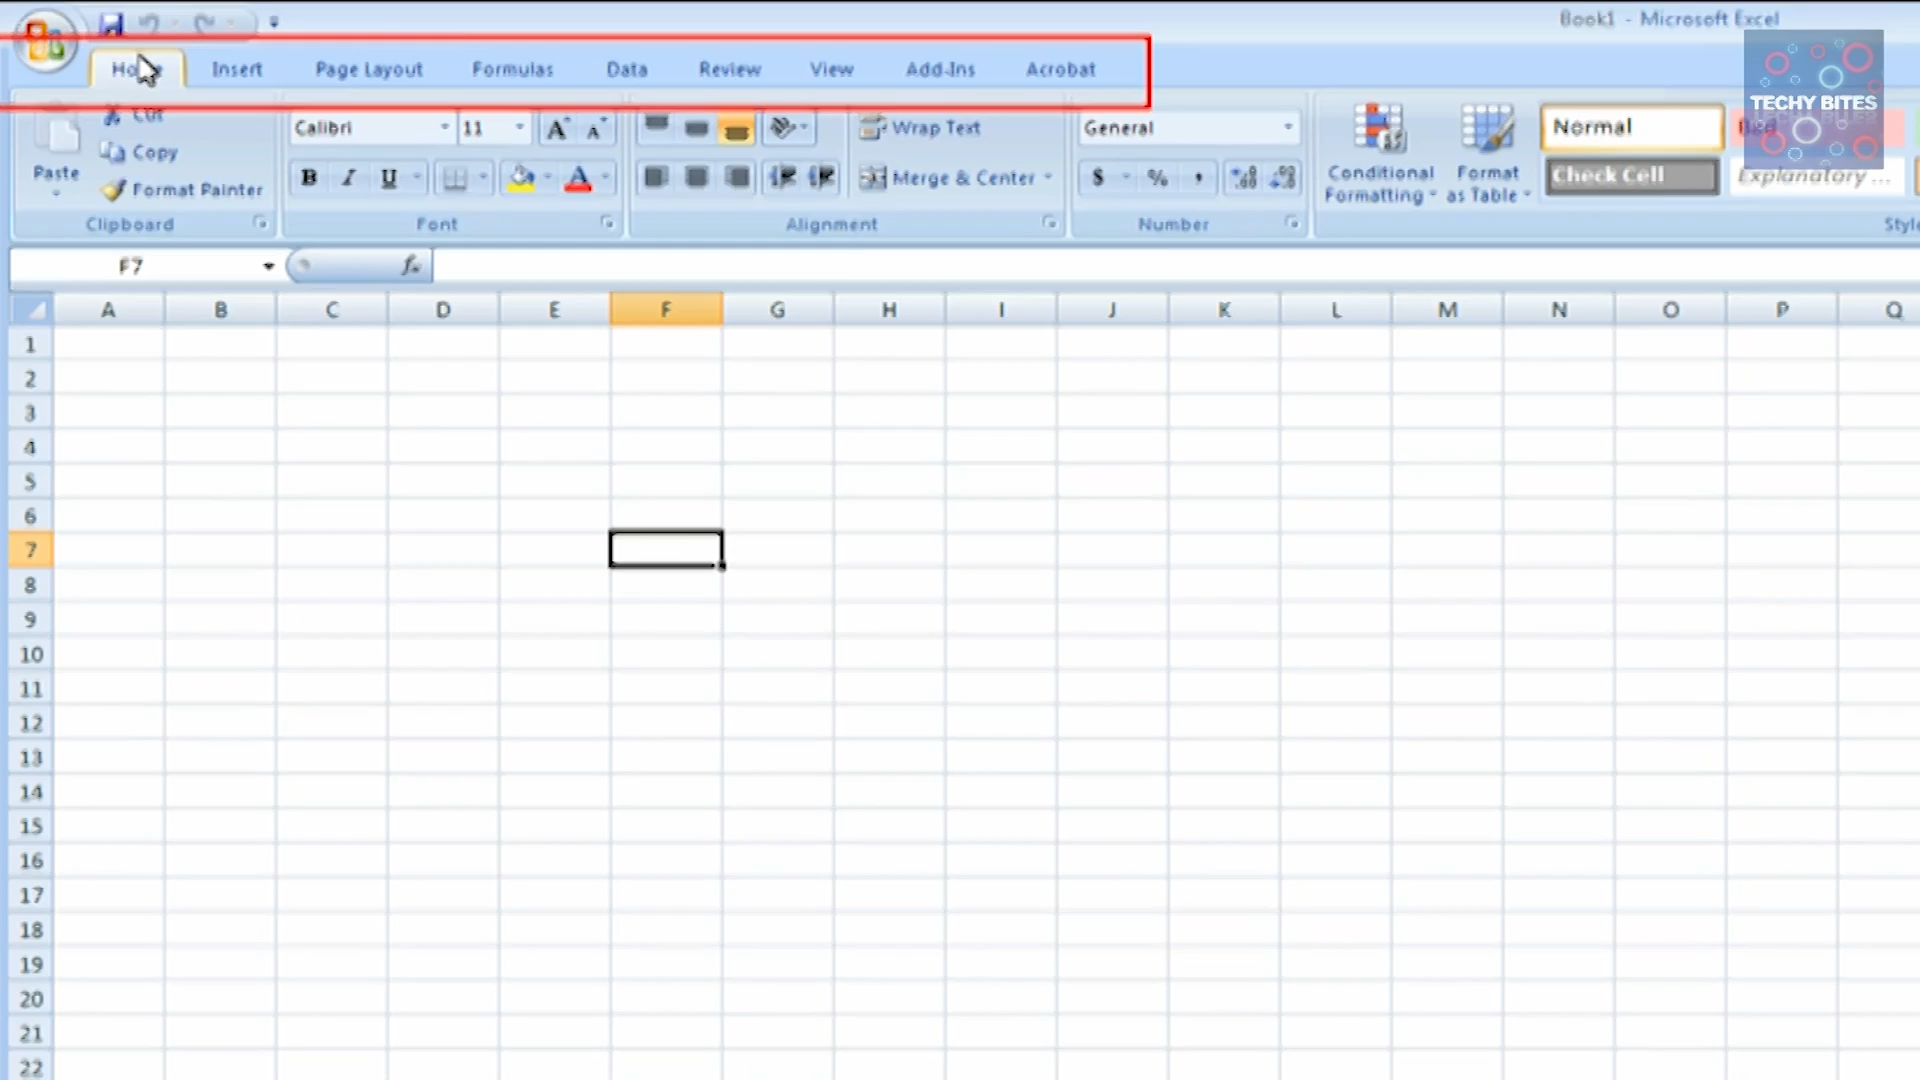 Book1 - Microsoft Excel
Home Insert Page Layout Formulas Data Review View Add-Ins Acrobat
TECHY BITES
Cut
Copy
Format Painter
Paste
Calibri 11 A A
B I U A
Wrap Text
Merge & Center
General
$ % ,
Conditional Formatting
Format as Table
Normal
Check Cell
Explanatory ...
Clipboard Font Alignment Number
F7 fx
A B C D E F G H I J K L M N O P Q
1
2
3
4
5
6
7
8
9
10
11
12
13
14
15
16
17
18
19
20
21
22